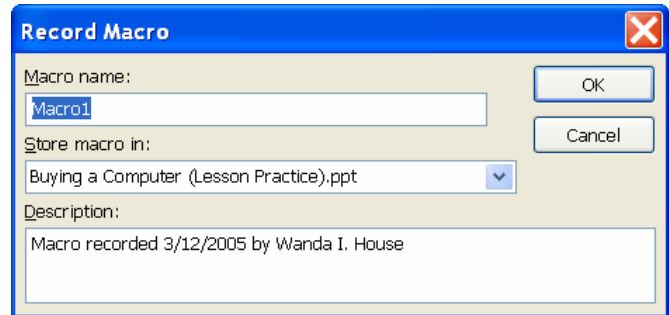 Record Macro
Macro name:
OK
Macro1
Store macro in:
Cancel
Buying a Computer (Lesson Practice).ppt
Description:
Macro recorded 3/12/2005 by Wanda I. House